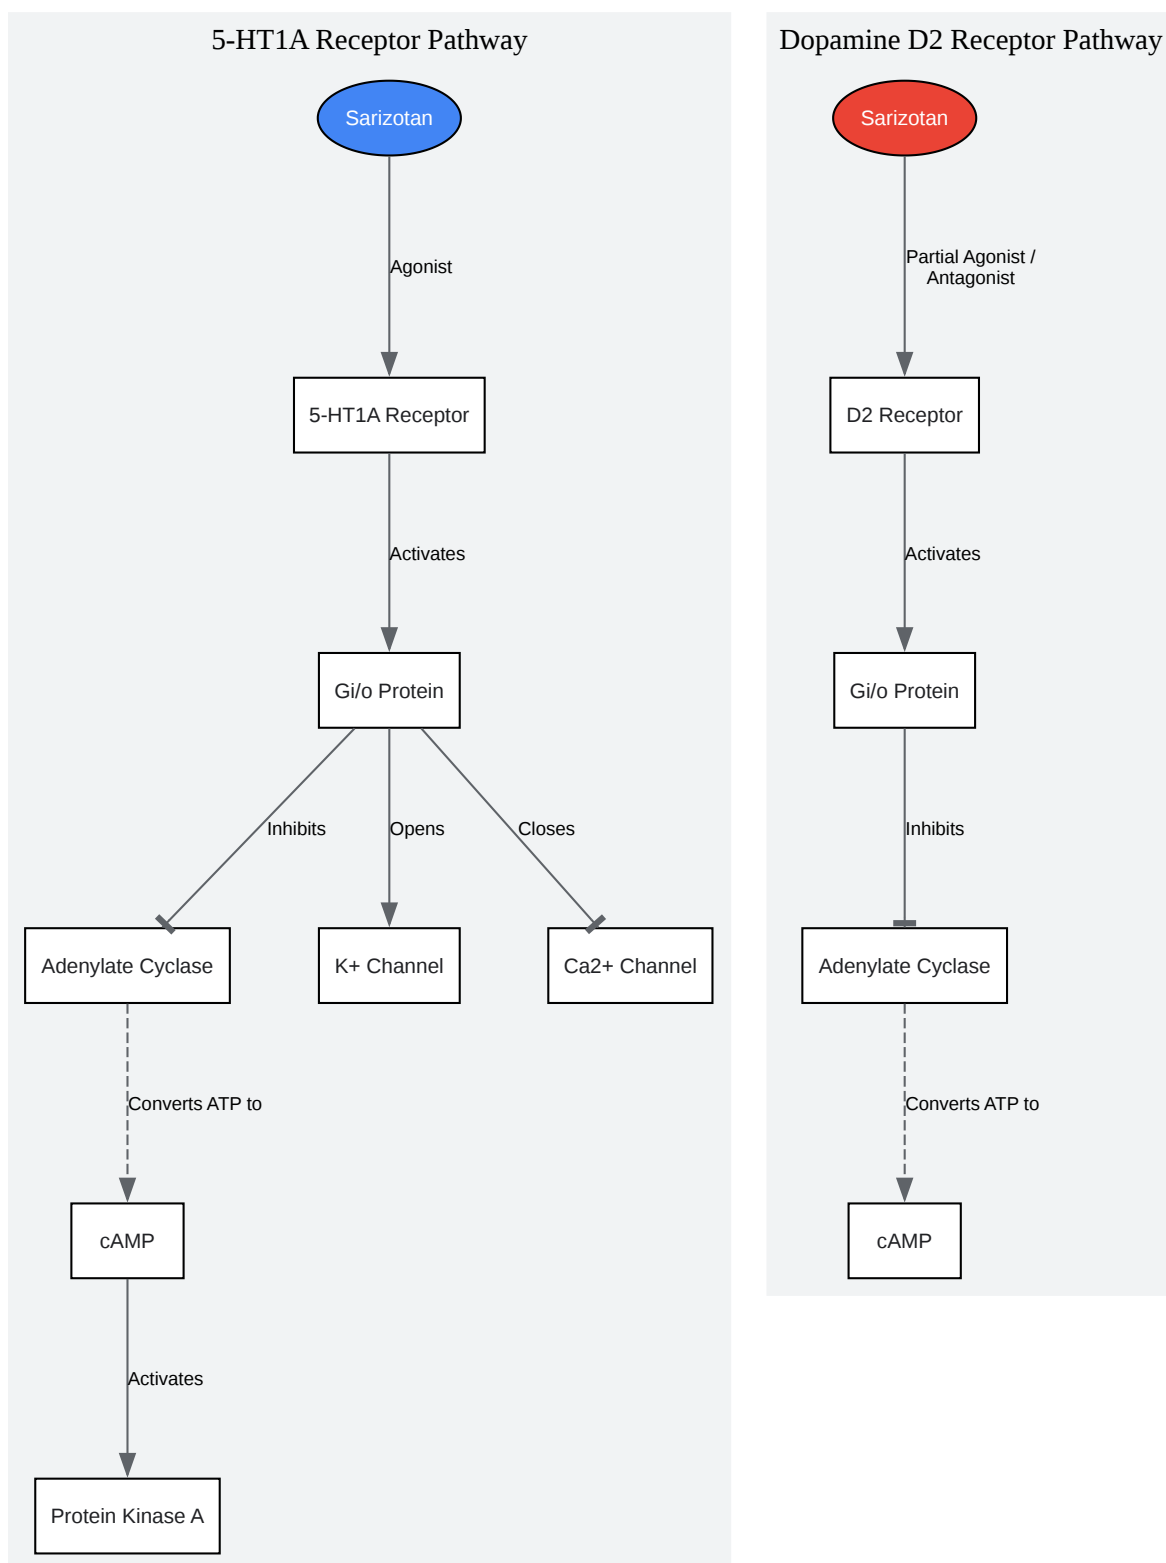 5-HT1A Receptor Pathway
Sarizotan
Agonist
5-HT1A Receptor
Activates
Gi/o Protein
Inhibits
Opens
Closes
Adenylate Cyclase
K+ Channel
Ca2+ Channel
Converts ATP to
cAMP
Activates
Protein Kinase A
Dopamine D2 Receptor Pathway
Sarizotan
Partial Agonist /
Antagonist
D2 Receptor
Activates
Gi/o Protein
Inhibits
Adenylate Cyclase
Converts ATP to
cAMP